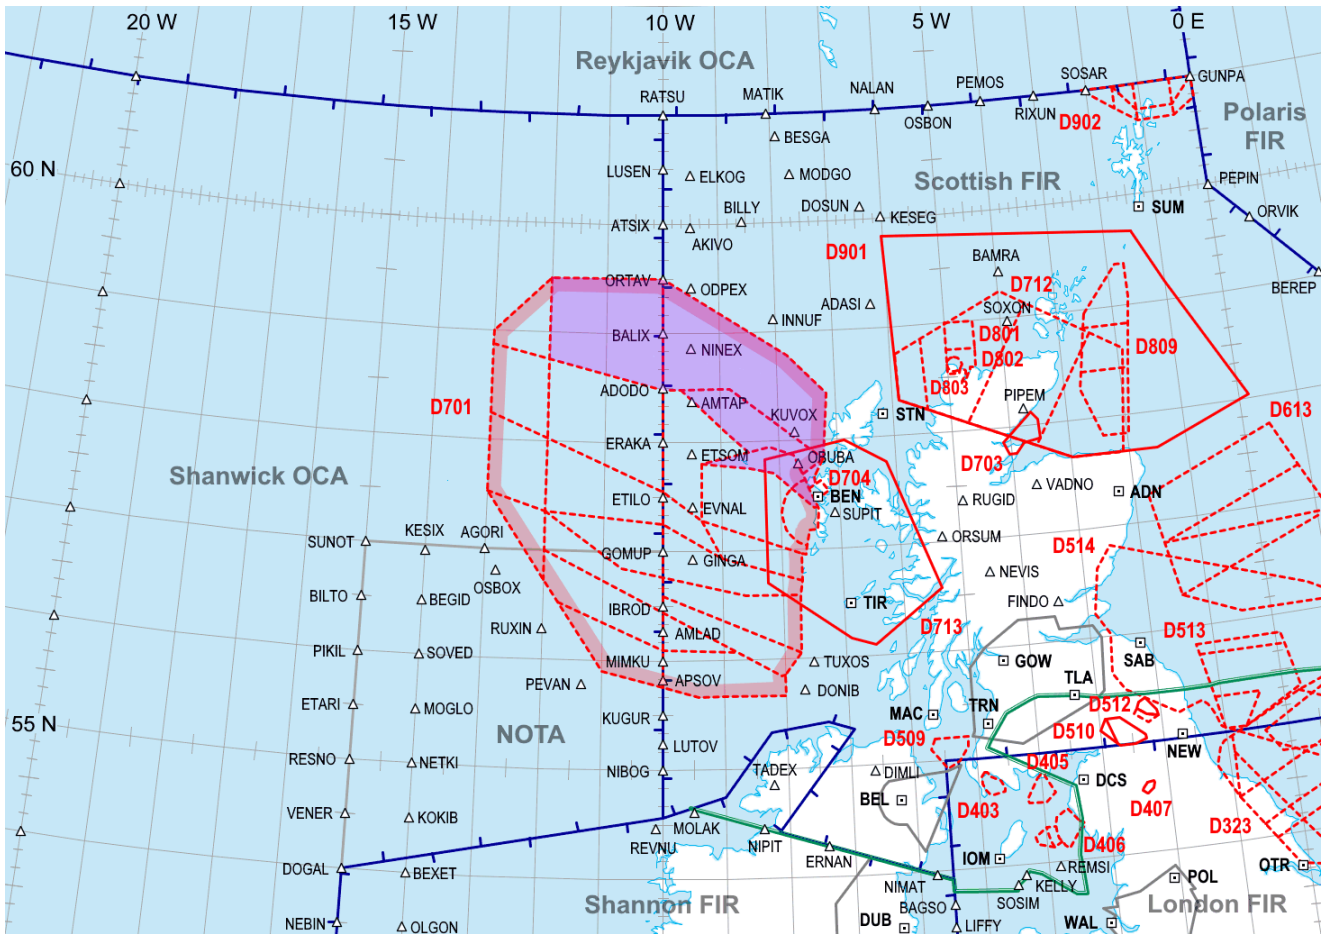 20 W
15 W
10 W
5 W
0 E
Reykjavik OCA
RATSU
MATIK
NALAN
PEMOS
SOSAR
GUNPA
OSBON
RIXUN
D902
Polaris
FIR
BESGA
60 N
LUSEN
ELKOG
MODGO
Scottish FIR
PEPIN
BILLY
DOSUN
KESEG
SUM
ORVIK
ATSIX
AKIVO
D901
BAMRA
BEREP
ORTAV
ODPEX
D712
ADASI
SOXON
INNUF
BALIX
NINEX
D801
D802
D809
D803
ADODO
AMTAP
PIPEM
D701
KUVOX
STN
D613
ERAKA
ETSOM
OBUBA
D703
Shanwick OCA
D704
VADNO
ADN
ETILO
BEN
RUGID
EVNAL
SUPIT
KESIX
AGORI
SUNOT
ORSUM
D514
GOMUP
GINGA
OSBOX
NEVIS
BILTO
BEGID
FINDO
IBROD
TIR
RUXIN
AMLAD
D713
D513
PIKIL
SOVED
MIMKU
TUXOS
GOW
SAB
PEVAN
APSOV
DONIB
TLA
ETARI
MOGLO
MAC
TRN
D512
KUGUR
D510
NOTA
55 N
LUTOV
D509
NEW
RESNO
NETKI
NIBOG
TADEX
DIMLI
D405
DCS
BEL
D403
D407
VENER
KOKIB
MOLAK
D323
REVNU
NIPIT
ERNAN
D406
IOM
REMSI
OTR
DOGAL
BEXET
NIMAT
KELLY
POL
SOSIM
Shannon FIR
BAGSO
London FIR
NEBIN
OLGON
DUB
LIFFY
WAL